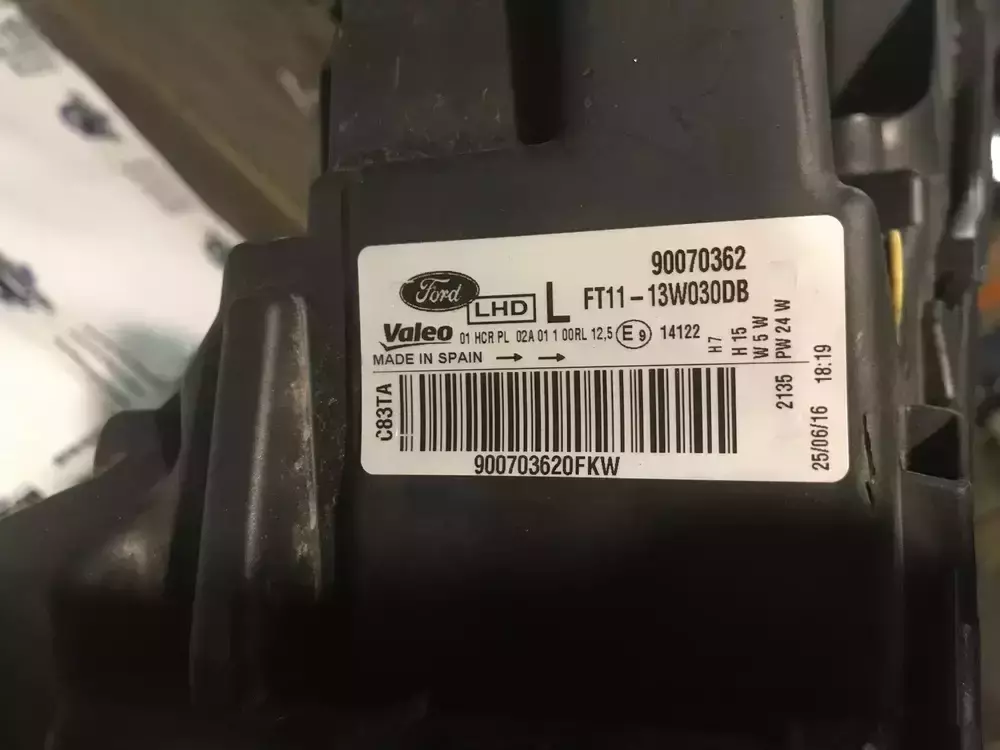 90070362
Ford LHD L FT11-13W030DB
Valeo 01 HCR PL 02A 01 1 00RL 12,5 E9 14122
MADE IN SPAIN
H7
H 15
W 5 W
PW 24 W
C83TA
2135
25/06/16 18:19
900703620FKW